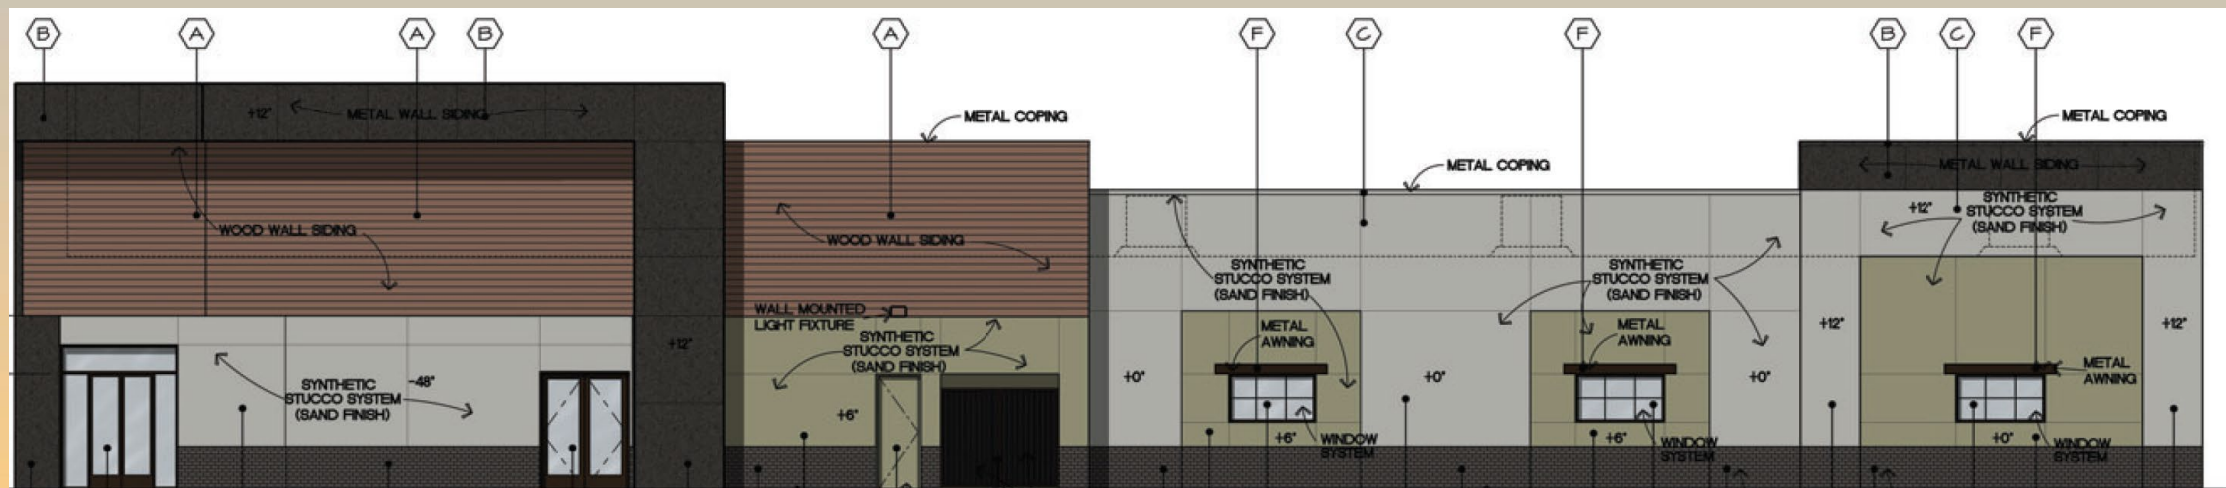 B
A
A
B
A
F
C
F
B
C
F
+12"
METAL WALL SIDING
METAL COPING
METAL COPING
METAL COPING
METAL WALL SIDING
WOOD WALL SIDING
WOOD WALL SIDING
SYNTHETIC
STUCCO SYSTEM
(SAND FINISH)
SYNTHETIC
STUCCO SYSTEM
(SAND FINISH)
+12"
SYNTHETIC
STUCCO SYSTEM
(SAND FINISH)
WALL MOUNTED
LIGHT FIXTURE
SYNTHETIC
STUCCO SYSTEM
(SAND FINISH)
METAL
AWNING
METAL
AWNING
+12"
+12"
+12"
SYNTHETIC
STUCCO SYSTEM
(SAND FINISH)
-48"
+6"
+0"
+0"
+0"
METAL
AWNING
+6"
WINDOW
SYSTEM
+6"
WINDOW
SYSTEM
+0"
WINDOW
SYSTEM